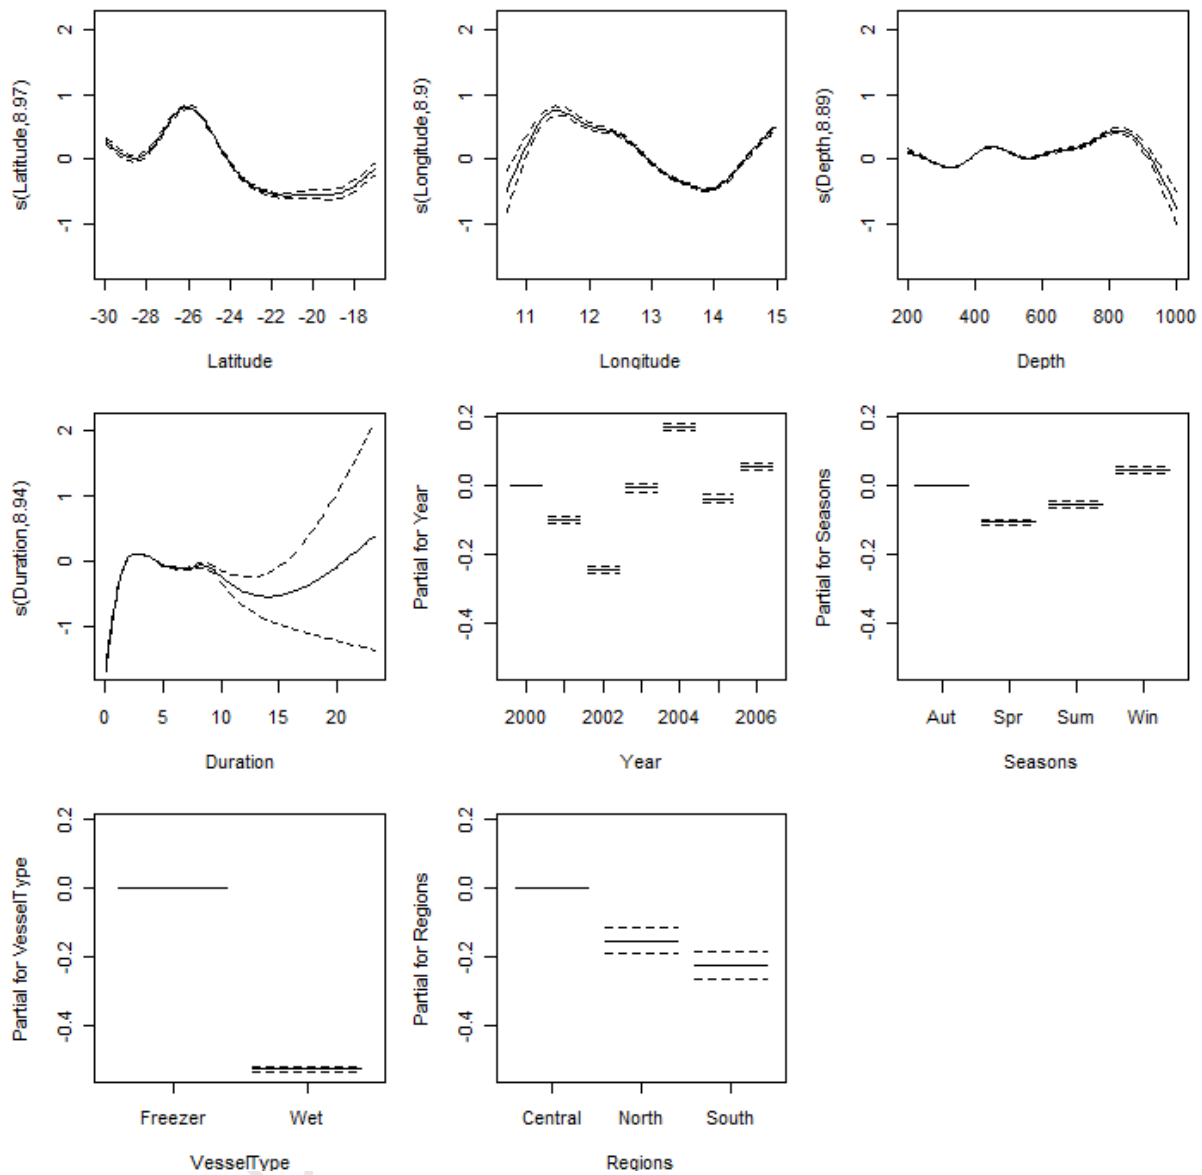 s(Latitude,8.97)
2
1
0
-1
-30 -28 -26 -24 -22 -20 -18
Latitude
s(Longitude,8.9)
2
1
0
-1
11 12 13 14 15
Longitude
s(Depth,8.89)
2
1
0
-1
200 400 600 800 1000
Depth
s(Duration,8.94)
2
1
0
-1
0 5 10 15 20
Duration
Partial for Year
0.2
0.0
-0.2
-0.4
2000 2002 2004 2006
Year
Partial for Seasons
0.2
0.0
-0.2
-0.4
Aut Spr Sum Win
Seasons
Partial for VesselType
0.2
0.0
-0.2
-0.4
Freezer Wet
VesselType
Partial for Regions
0.2
0.0
-0.2
-0.4
Central North South
Regions